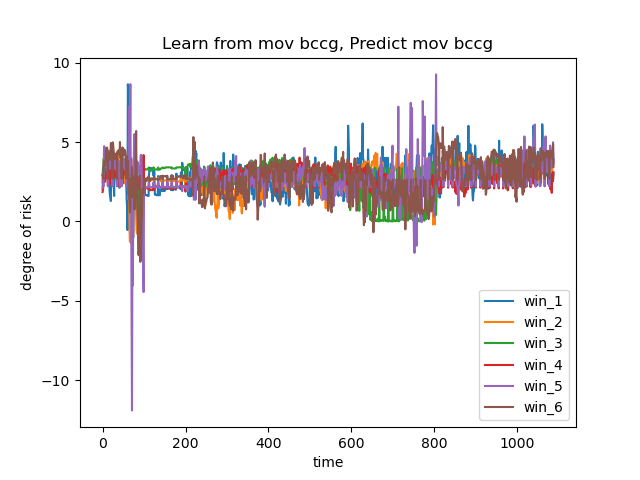 Learn from mov bccg, Predict mov bccg
10
5
0
−5
−10
degree of risk
0
200
400
600
800
1000
time
win_1
win_2
win_3
win_4
win_5
win_6